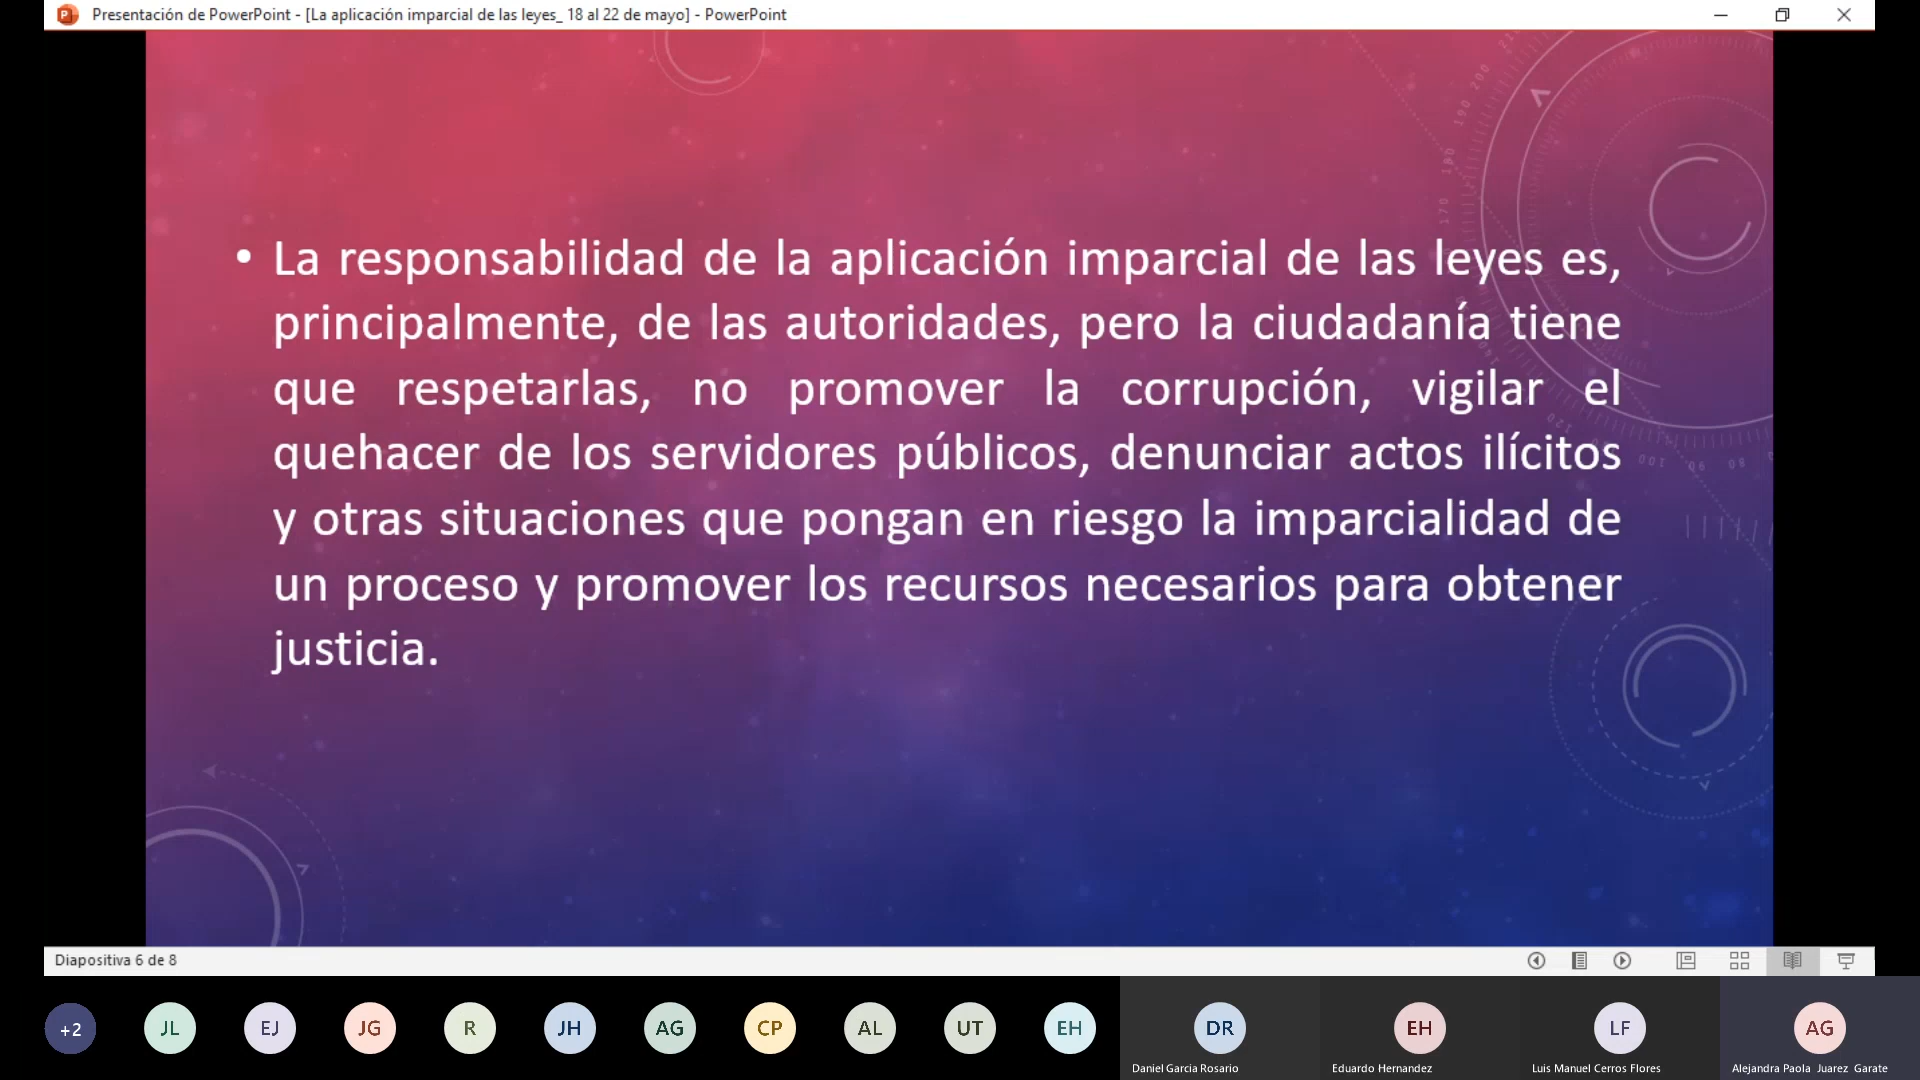 Presentación de PowerPoint - [La aplicación imparcial de las leyes_ 18 al 22 de mayo] - PowerPoint
• La responsabilidad de la aplicación imparcial de las leyes es,
principalmente, de las autoridades, pero la ciudadanía tiene
que respetarlas, no promover la corrupción, vigilar el
quehacer de los servidores públicos, denunciar actos ilícitos
y otras situaciones que pongan en riesgo la imparcialidad de
un proceso y promover los recursos necesarios para obtener
justicia.
Diapositiva 6 de 8
+2 JL EJ JG R JH AG CP AL UT EH DR EH LF AG
Daniel Garcia Rosario Eduardo Hernandez Luis Manuel Cerros Flores Alejandra Paola Juarez Garate